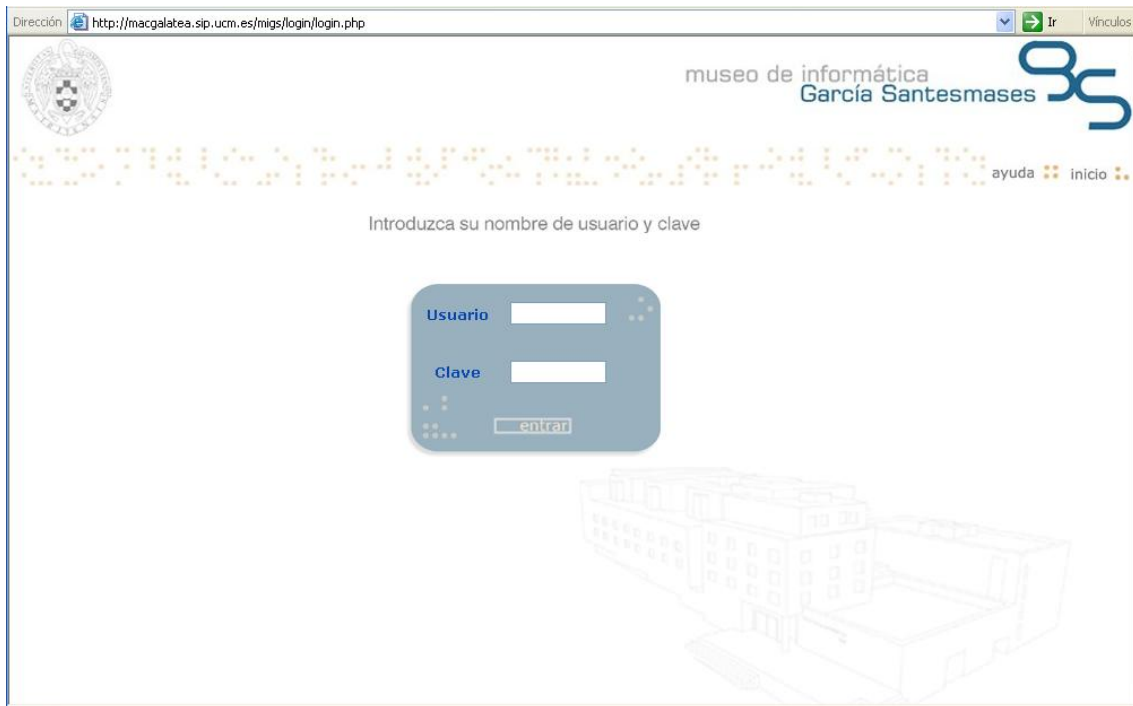 Dirección http://macgalatea.sip.ucm.es/migs/login/login.php Ir Vínculos
museo de informática
García Santesmases
ayuda inicio
Introduzca su nombre de usuario y clave
Usuario
Clave
entrar